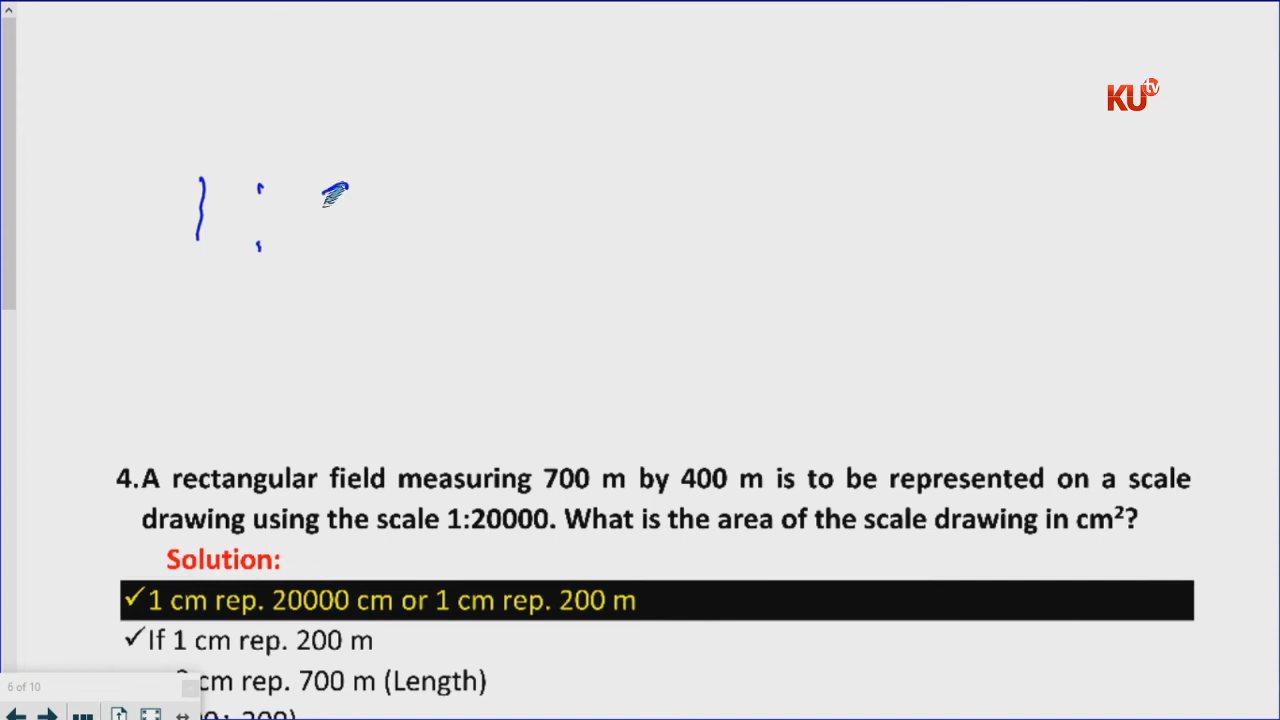 KUtv
1 :
4. A rectangular field measuring 700 m by 400 m is to be represented on a scale
drawing using the scale 1:20000. What is the area of the scale drawing in cm²?
Solution:
✓1 cm rep. 20000 cm or 1 cm rep. 200 m
✓If 1 cm rep. 200 m
cm rep. 700 m (Length)
6 of 10